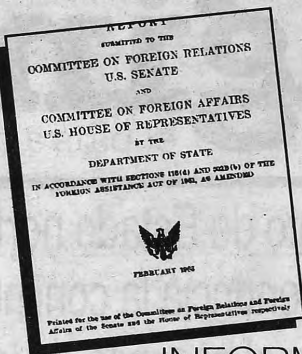 REPORT
SUBMITTED TO THE
COMMITTEE ON FOREIGN RELATIONS
U.S. SENATE
AND
COMMITTEE ON FOREIGN AFFAIRS
U.S. HOUSE OF REPRESENTATIVES
BY THE
DEPARTMENT OF STATE
IN ACCORDANCE WITH SECTIONS 116(d) AND 502B(b) OF THE
FOREIGN ASSISTANCE ACT OF 1961, AS AMENDED
FEBRUARY
Printed for the use of the Committees on Foreign Relations and Foreign
Affairs of the Senate and the House of Representatives respectively
INFORM